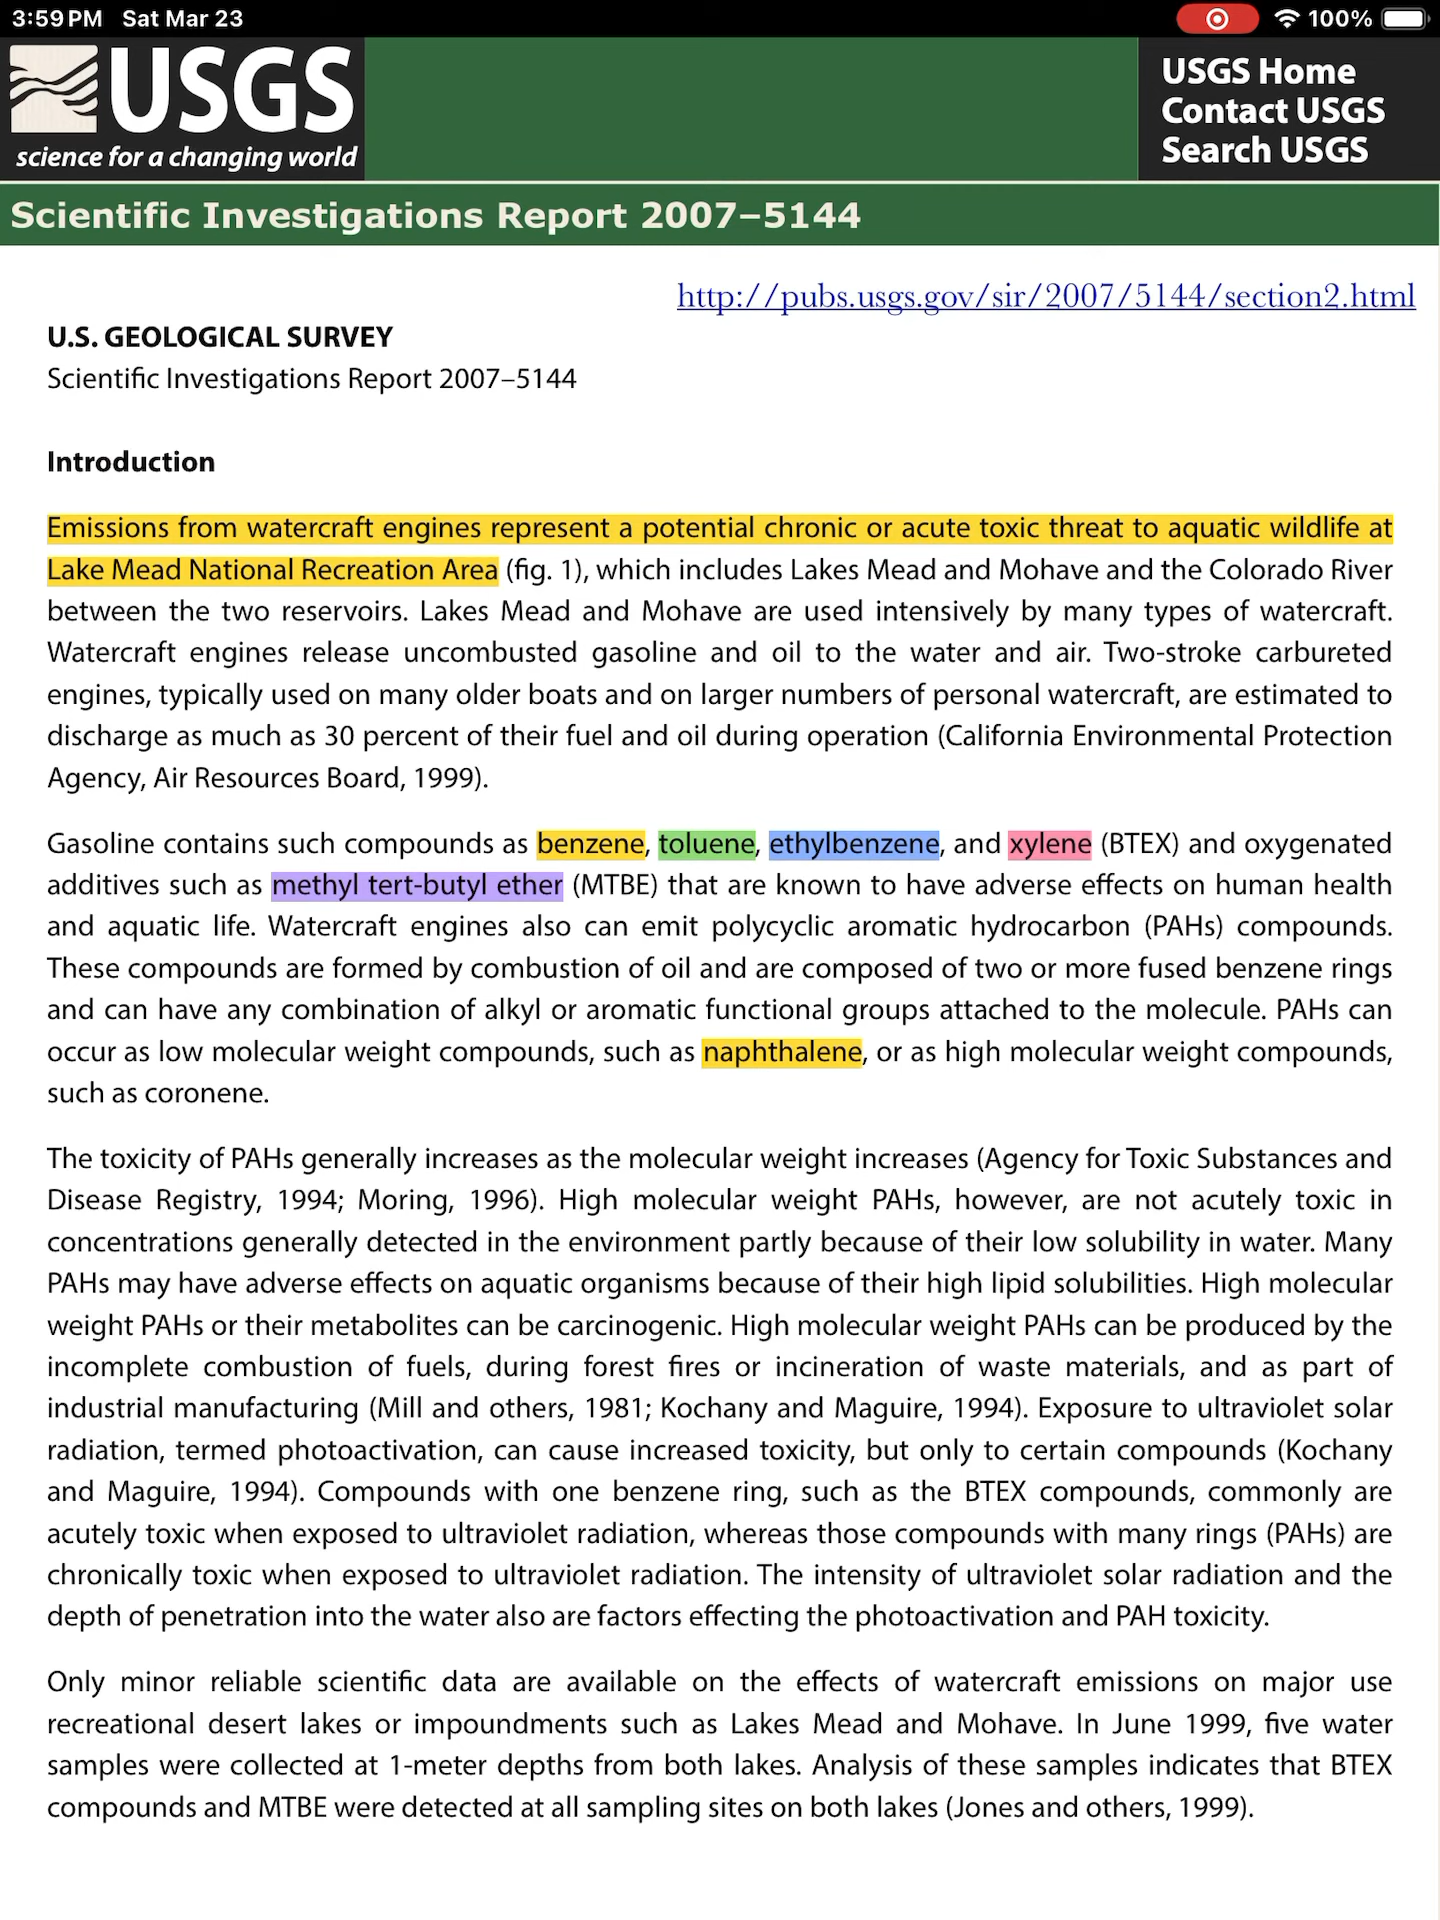 3:59 PM Sat Mar 23 100%
USGS
science for a changing world
USGS Home
Contact USGS
Search USGS
Scientific Investigations Report 2007–5144
http://pubs.usgs.gov/sir/2007/5144/section2.html
U.S. GEOLOGICAL SURVEY
Scientific Investigations Report 2007–5144
Introduction
Emissions from watercraft engines represent a potential chronic or acute toxic threat to aquatic wildlife at
Lake Mead National Recreation Area (fig. 1), which includes Lakes Mead and Mohave and the Colorado River
between the two reservoirs. Lakes Mead and Mohave are used intensively by many types of watercraft.
Watercraft engines release uncombusted gasoline and oil to the water and air. Two-stroke carbureted
engines, typically used on many older boats and on larger numbers of personal watercraft, are estimated to
discharge as much as 30 percent of their fuel and oil during operation (California Environmental Protection
Agency, Air Resources Board, 1999).
Gasoline contains such compounds as benzene, toluene, ethylbenzene, and xylene (BTEX) and oxygenated
additives such as methyl tert-butyl ether (MTBE) that are known to have adverse effects on human health
and aquatic life. Watercraft engines also can emit polycyclic aromatic hydrocarbon (PAHs) compounds.
These compounds are formed by combustion of oil and are composed of two or more fused benzene rings
and can have any combination of alkyl or aromatic functional groups attached to the molecule. PAHs can
occur as low molecular weight compounds, such as naphthalene, or as high molecular weight compounds,
such as coronene.
The toxicity of PAHs generally increases as the molecular weight increases (Agency for Toxic Substances and
Disease Registry, 1994; Moring, 1996). High molecular weight PAHs, however, are not acutely toxic in
concentrations generally detected in the environment partly because of their low solubility in water. Many
PAHs may have adverse effects on aquatic organisms because of their high lipid solubilities. High molecular
weight PAHs or their metabolites can be carcinogenic. High molecular weight PAHs can be produced by the
incomplete combustion of fuels, during forest fires or incineration of waste materials, and as part of
industrial manufacturing (Mill and others, 1981; Kochany and Maguire, 1994). Exposure to ultraviolet solar
radiation, termed photoactivation, can cause increased toxicity, but only to certain compounds (Kochany
and Maguire, 1994). Compounds with one benzene ring, such as the BTEX compounds, commonly are
acutely toxic when exposed to ultraviolet radiation, whereas those compounds with many rings (PAHs) are
chronically toxic when exposed to ultraviolet radiation. The intensity of ultraviolet solar radiation and the
depth of penetration into the water also are factors effecting the photoactivation and PAH toxicity.
Only minor reliable scientific data are available on the effects of watercraft emissions on major use
recreational desert lakes or impoundments such as Lakes Mead and Mohave. In June 1999, five water
samples were collected at 1-meter depths from both lakes. Analysis of these samples indicates that BTEX
compounds and MTBE were detected at all sampling sites on both lakes (Jones and others, 1999).